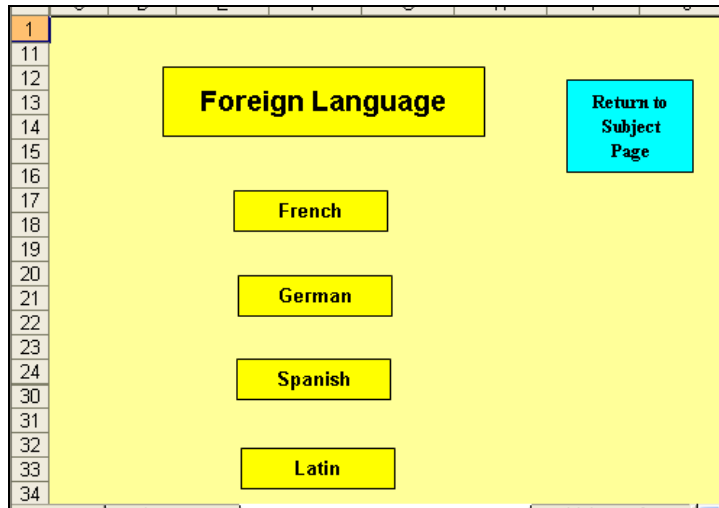 1
11
12
13
14
15
16
17
18
19
20
21
22
23
24
30
31
32
33
34
Foreign Language
Return to
Subject
Page
French
German
Spanish
Latin